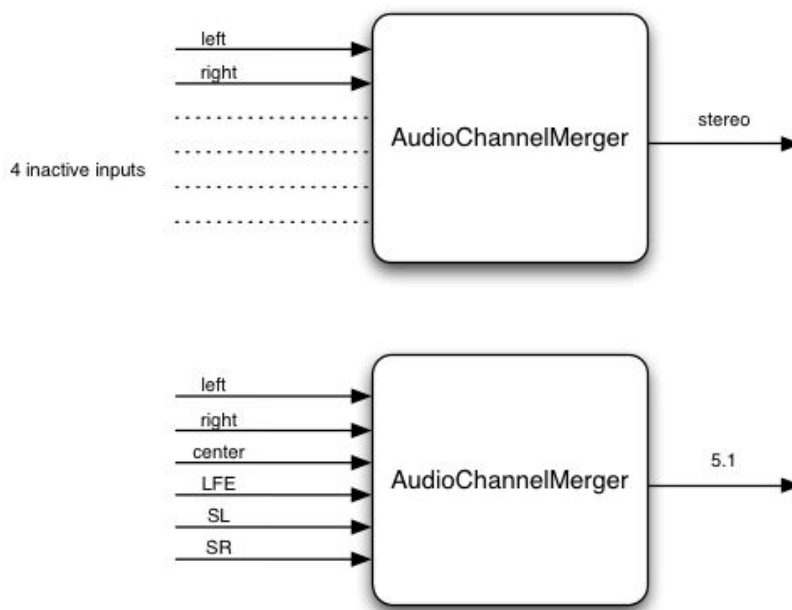 left
right
4 inactive inputs
AudioChannelMerger
stereo
left
right
center
LFE
SL
SR
AudioChannelMerger
5.1